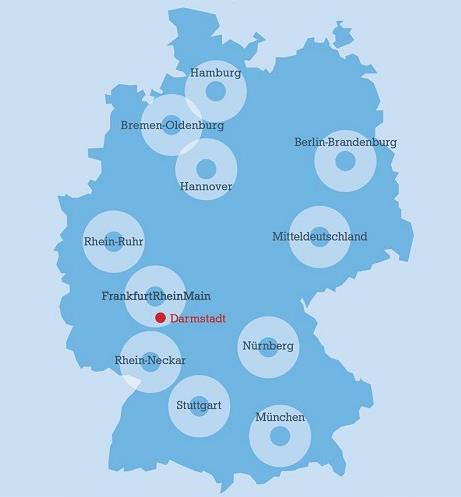 Hamburg
Bremen-Oldenburg
Berlin-Brandenburg
Hannover
Mitteldeutschland
Rhein-Ruhr
FrankfurtRheinMain
Darmstadt
Nürnberg
Rhein-Neckar
Stuttgart
München